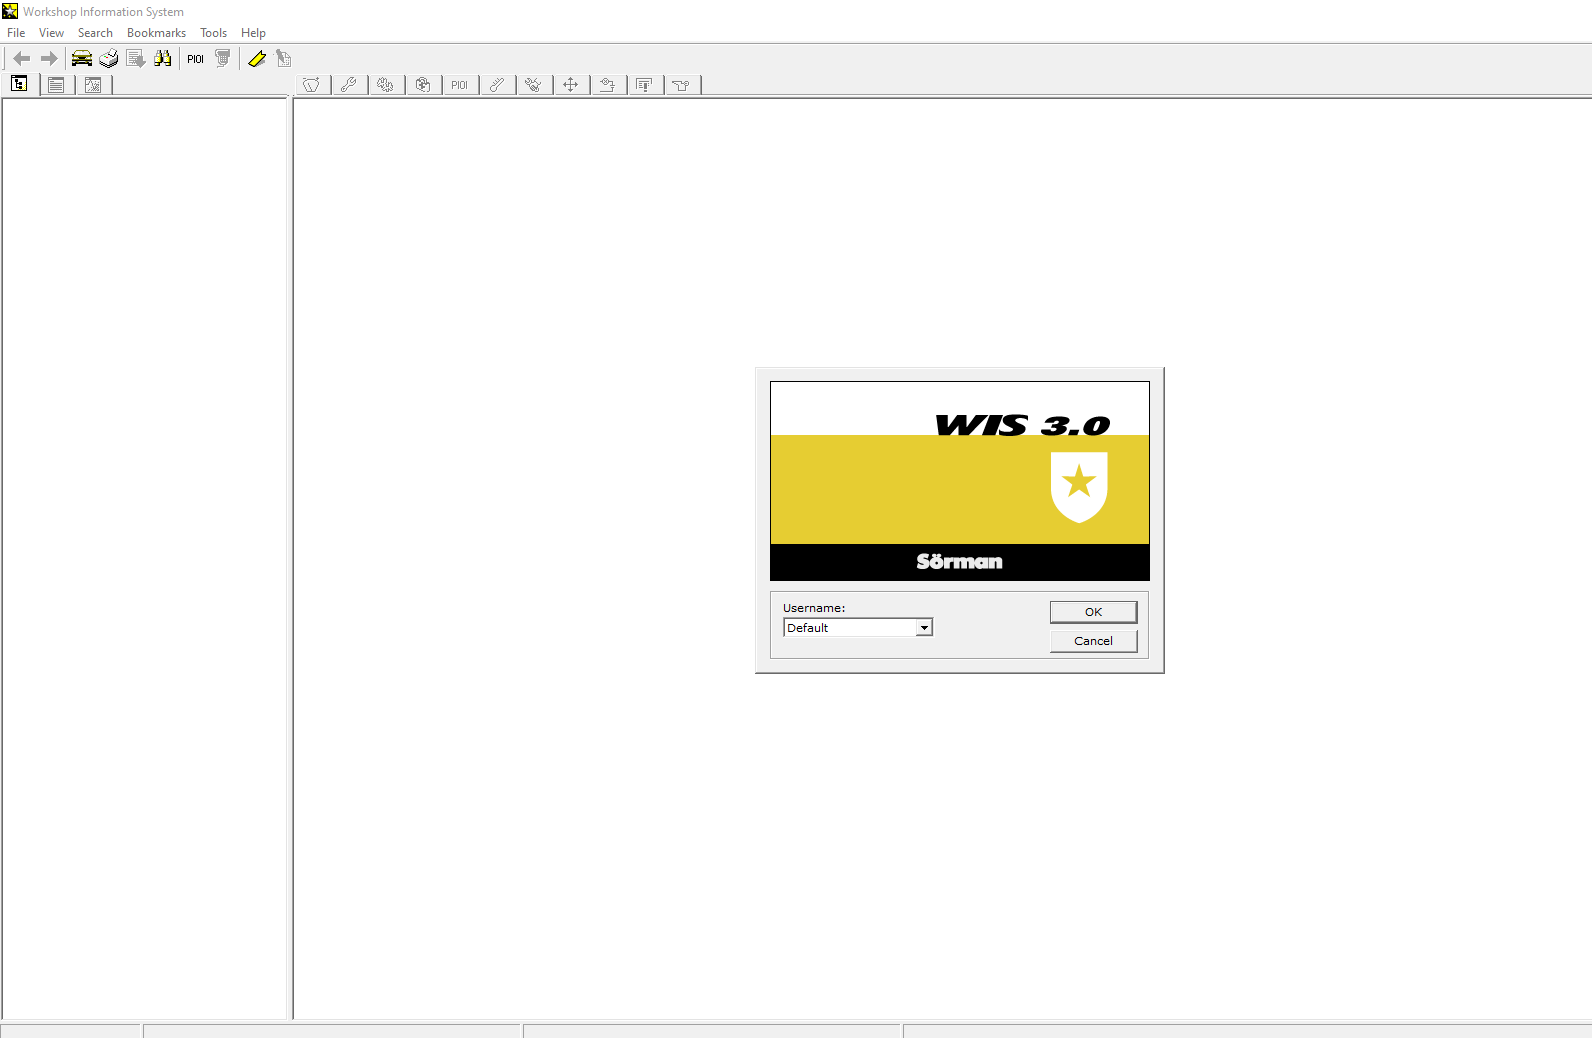 Workshop Information System
File View Search Bookmarks Tools Help
PIOI
PIOI
WIS 3.0
Sörman
Username:
Default
OK
Cancel